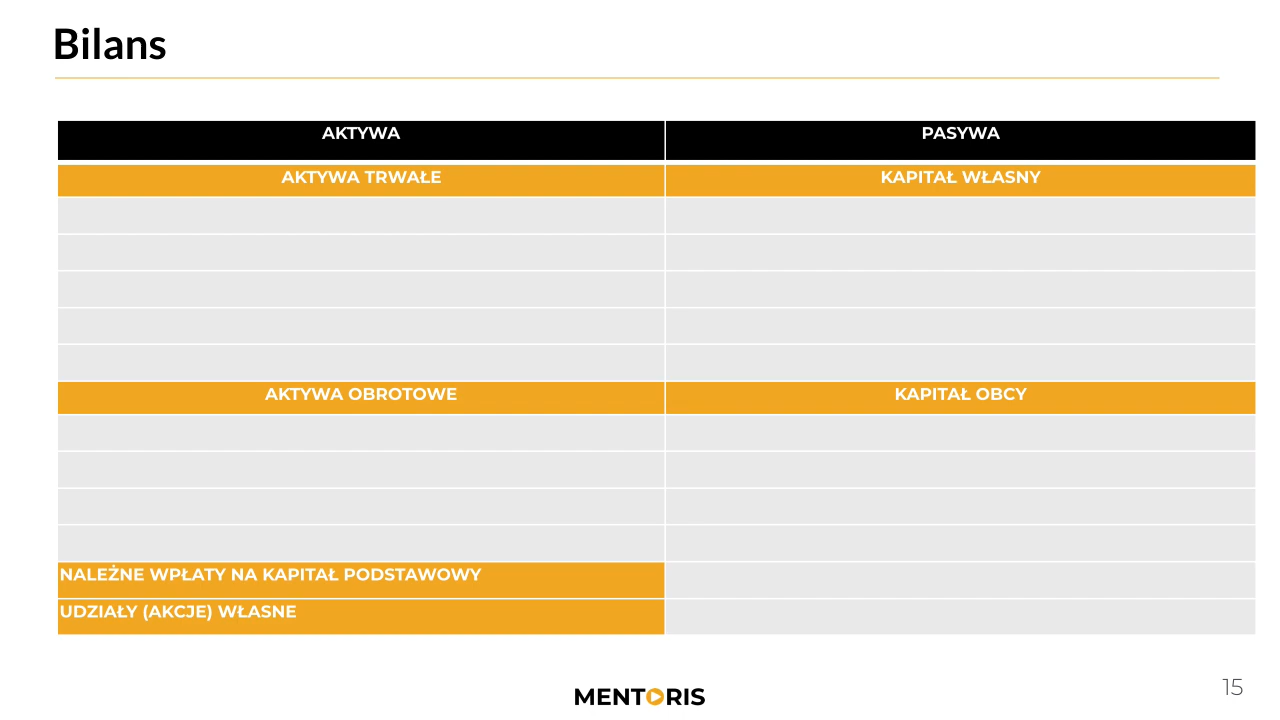 Bilans
AKTYWA PASYWA
AKTYWA TRWAŁE KAPITAŁ WŁASNY
AKTYWA OBROTOWE KAPITAŁ OBCY
NALEŻNE WPŁATY NA KAPITAŁ PODSTAWOWY
UDZIAŁY (AKCJE) WŁASNE
MENTORIS
15